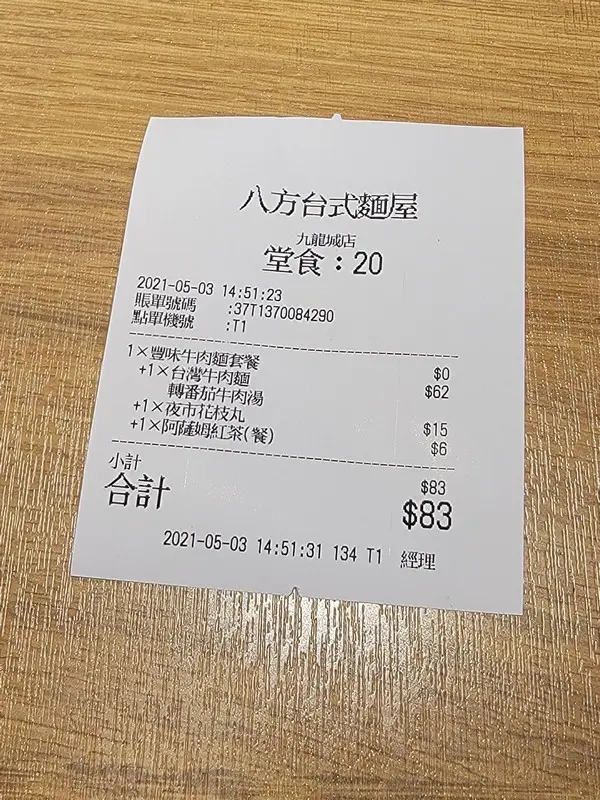 八方台式麵屋
九龍城店
堂食：20
2021-05-03 14:51:23
賬單號碼 :37T1370084290
點單機號 :T1
1×豐味牛肉麵套餐 $0
+1×台灣牛肉麵 $62
轉番茄牛肉湯
+1×夜市花枝丸 $15
+1×阿薩姆紅茶(餐) $6
小計 $83
合計 $83
2021-05-03 14:51:31 134 T1 經理